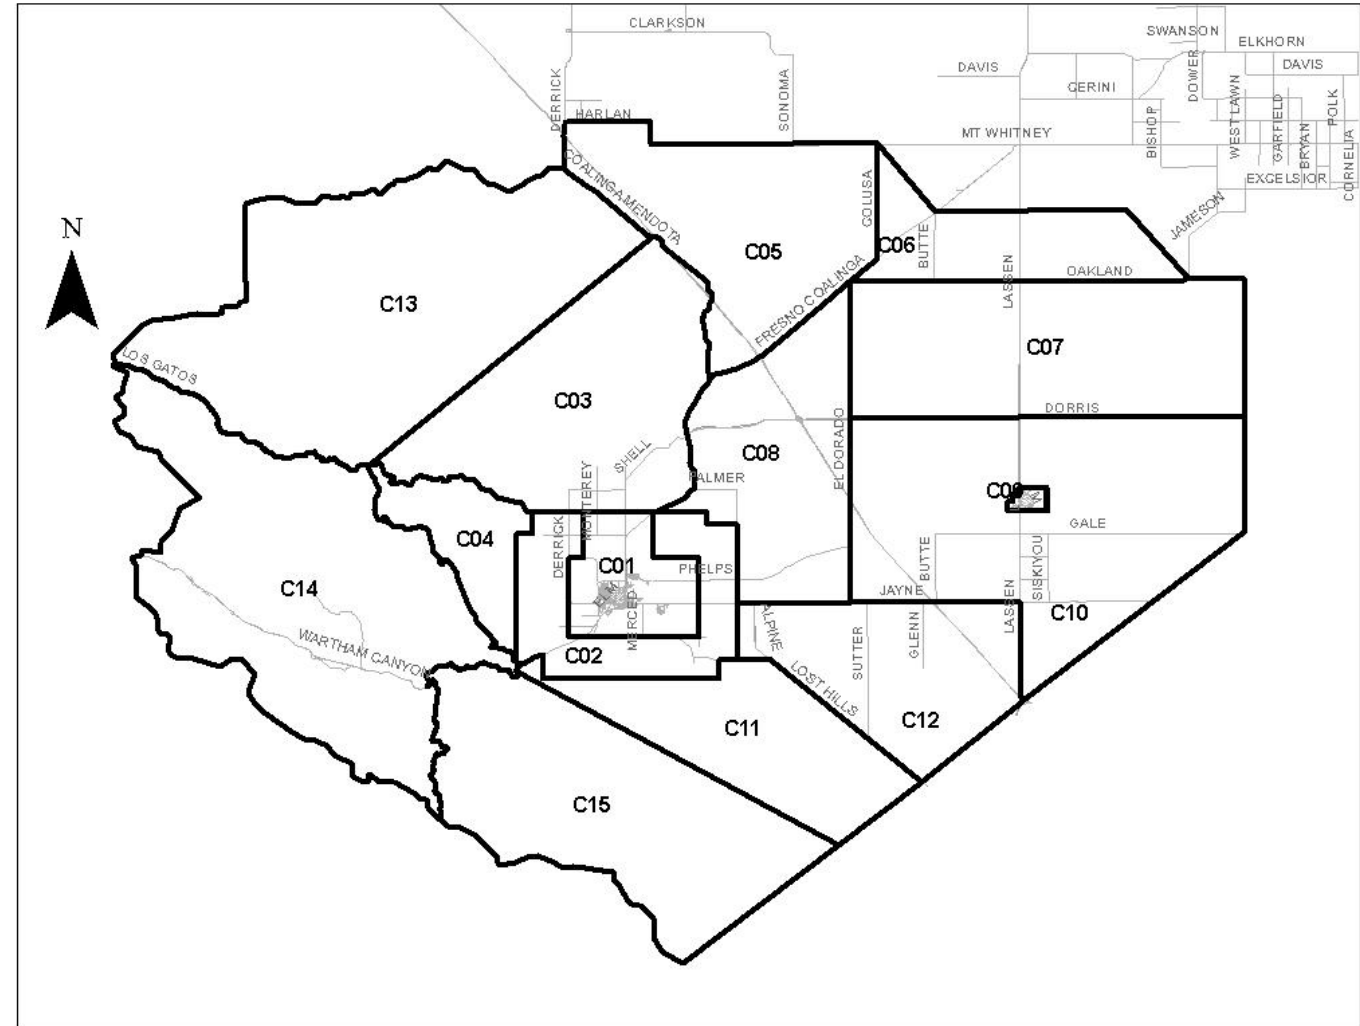 CLARKSON
SWANSON
ELKHORN
DAVIS
DAVIS
DOWER
GERINI
DERRICK
HARLAN
SONOMA
MT WHITNEY
BISHOP
WEST LAWN
GARFIELD
BRYAN
POLK
CORNELIA
EXCELSIOR
JAMESON
COALINGA MENDOTA
COLUSA
N
C05
C06
BUTTE
LASSEN
OAKLAND
C13
FRESNO COALINGA
C07
LOS GATOS
C03
DORRIS
EL DORADO
SHELL
C08
MONTEREY
PALMER
C09
GALE
C04
DERRICK
C01
PHELPS
BUTTE
SISKIYOU
C14
ELM
MERCED
JAYNE
LASSEN
C10
ALPINE
SUTTER
GLENN
WARTHAM CANYON
C02
LOST HILLS
C11
C12
C15